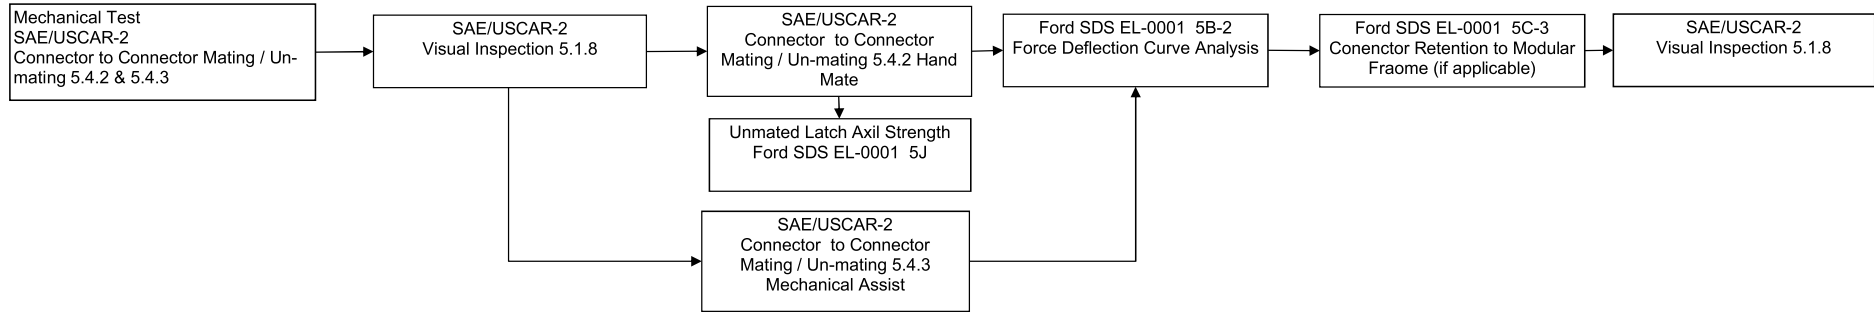 Mechanical Test
SAE/USCAR-2
Connector to Connector Mating / Un-
mating 5.4.2 & 5.4.3
SAE/USCAR-2
Visual Inspection 5.1.8
SAE/USCAR-2
Connector  to Connector
Mating / Un-mating 5.4.2 Hand
Mate
Unmated Latch Axil Strength
Ford SDS EL-0001  5J
SAE/USCAR-2
Connector  to Connector
Mating / Un-mating 5.4.3
Mechanical Assist
Ford SDS EL-0001  5B-2
Force Deflection Curve Analysis
Ford SDS EL-0001  5C-3
Conenctor Retention to Modular
Fraome (if applicable)
SAE/USCAR-2
Visual Inspection 5.1.8